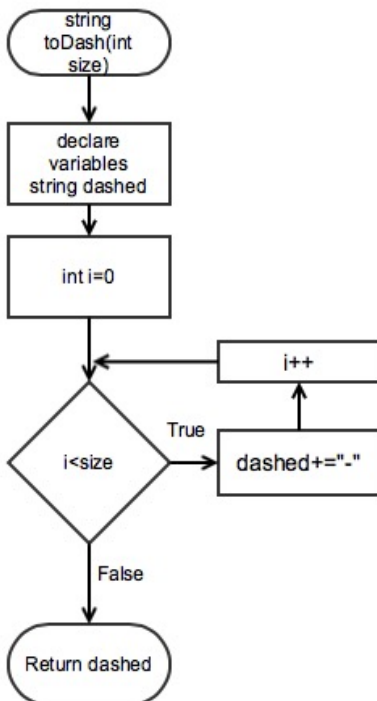 string
toDash(int
size)
declare
variables
string dashed
int i=0
i++
i<size
True
dashed+="-"
False
Return dashed